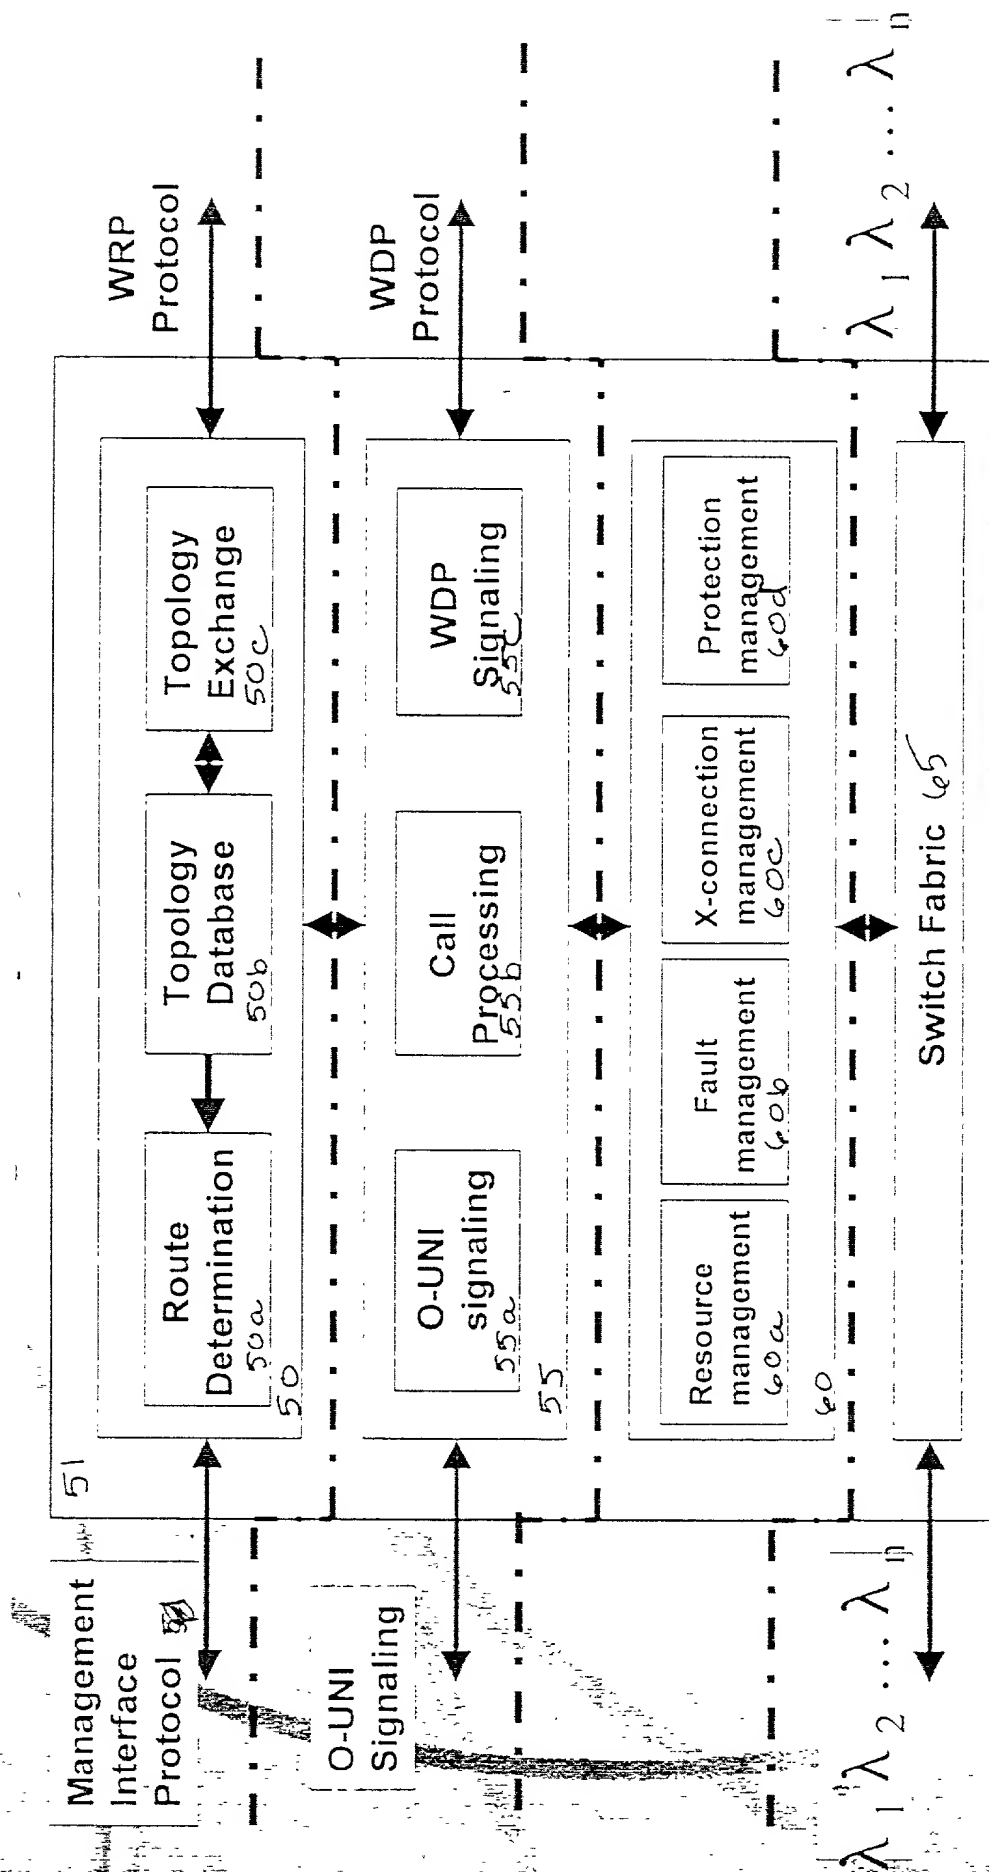 51
Management
Interface
Protocol
WRP
Protocol
Route
Determination
50a
Topology
Database
50b
Topology
Exchange
50c
50
O-UNI
Signaling
WDP
Protocol
O-UNI
signaling
55a
Call
Processing
55b
WDP
Signaling
55c
55
Resource
management
60a
Fault
management
60b
X-connection
management
60c
Protection
management
60d
60
λ1 λ2 ... λn
Switch Fabric 65
λ1 λ2 ... λn